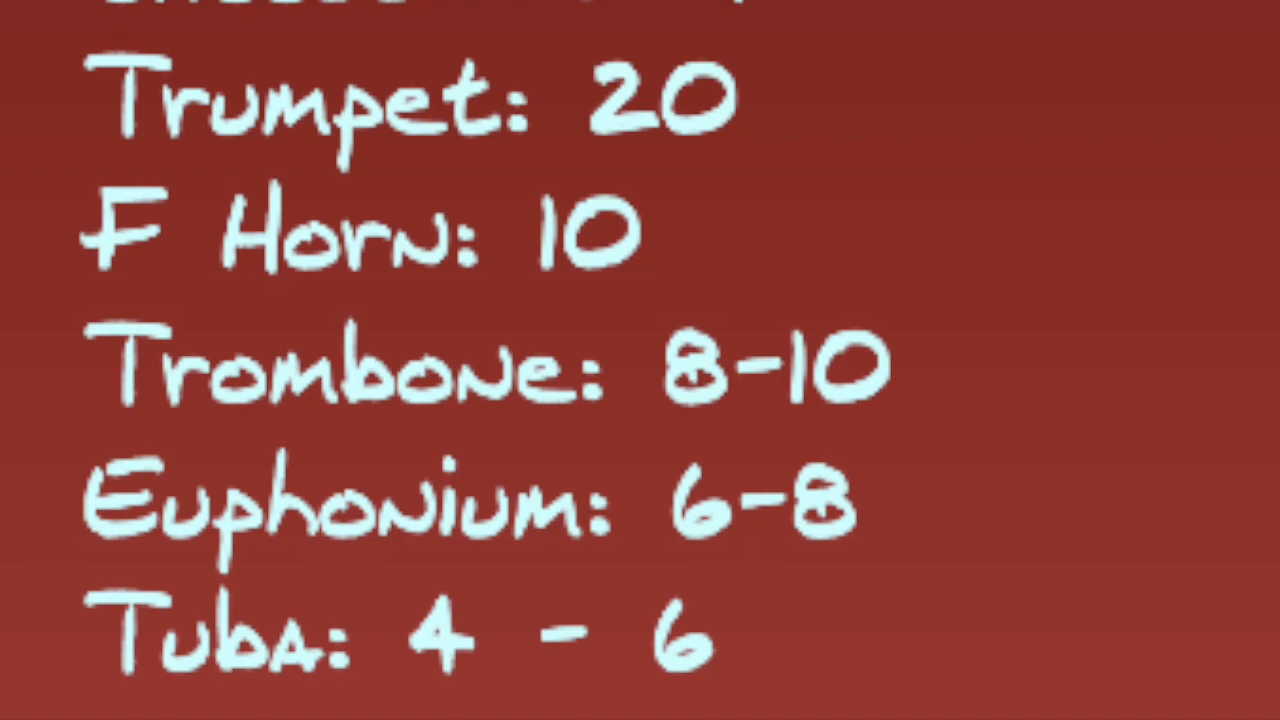 Trumpet: 20
F Horn: 10
Trombone: 8-10
Euphonium: 6-8
Tuba: 4 - 6